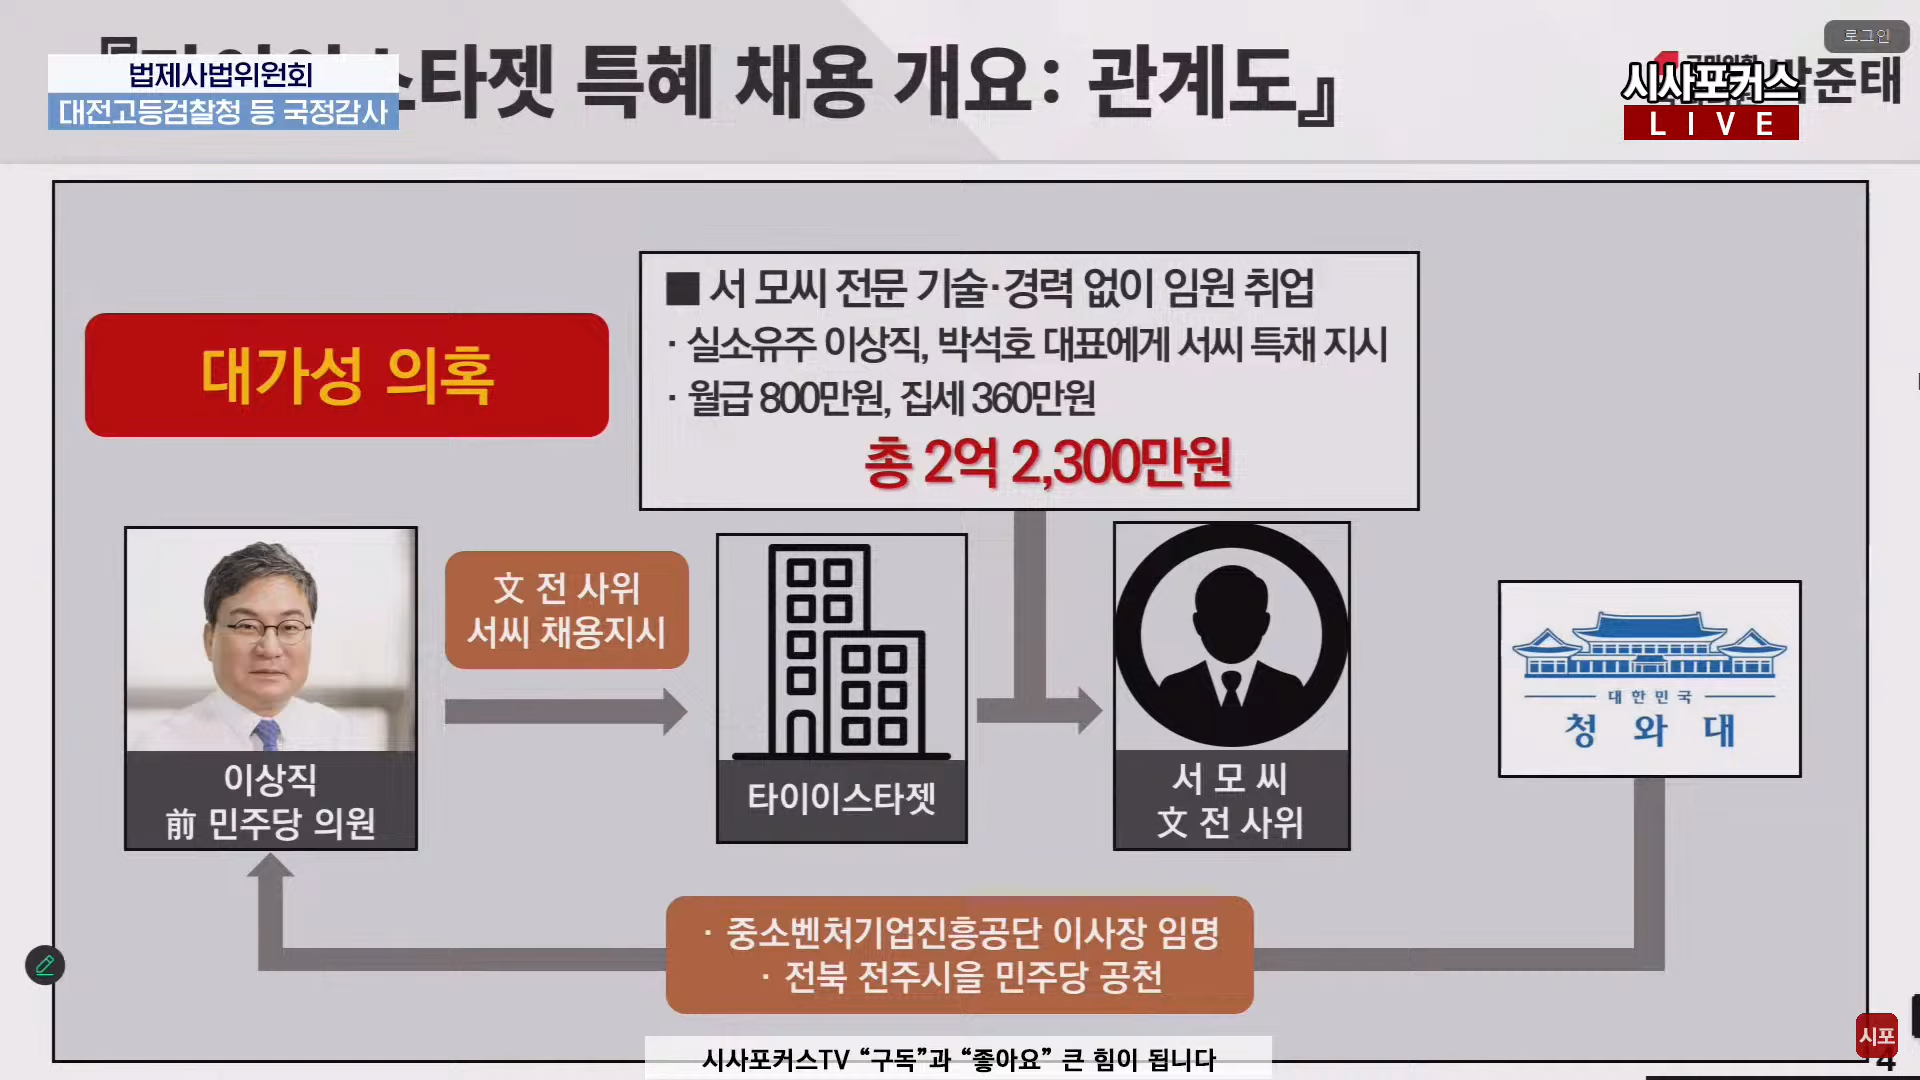 스타젯 특혜 채용 개요: 관계도』
법제사법위원회
대전고등검찰청 등 국정감사
로그인
박준태
시사포커스
LIVE
대가성 의혹
■ 서 모씨 전문 기술·경력 없이 임원 취업
· 실소유주 이상직, 박석호 대표에게 서씨 특채 지시
· 월급 800만원, 집세 360만원
총 2억 2,300만원
文 전 사위
서씨 채용지시
이상직
前 민주당 의원
타이이스타젯
서 모 씨
文 전 사위
대한민국
청와대
· 중소벤처기업진흥공단 이사장 임명
· 전북 전주시을 민주당 공천
시사포커스TV “구독”과 “좋아요” 큰 힘이 됩니다
시포
4